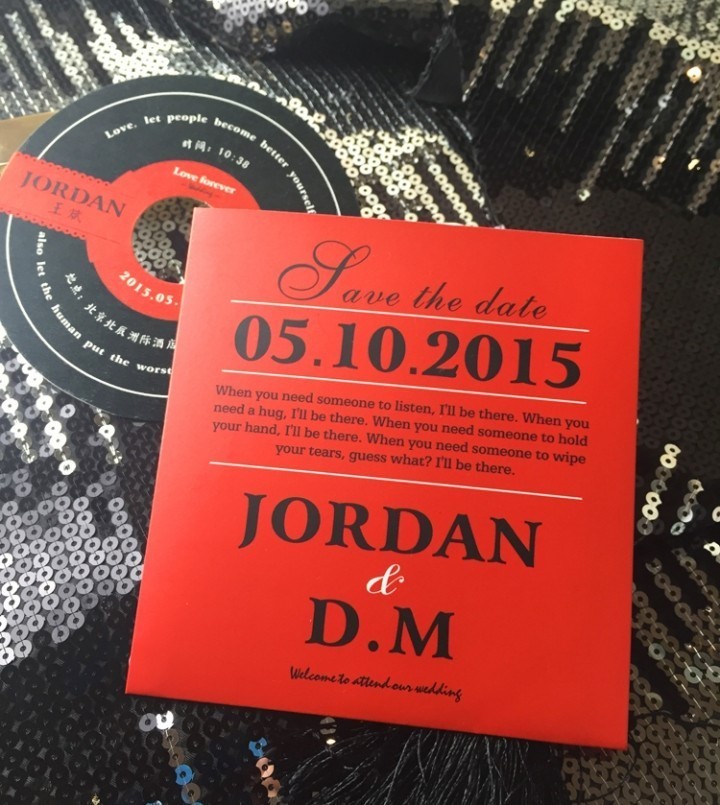 Love, let people become better yourself
时间: 10:38
Love forever
Wedding
JORDAN
王斌
2015.05.
地点: 北京北辰洲际酒店
also let the human put the worst
Save the date
05.10.2015
When you need someone to listen, I'll be there. When you
need a hug, I'll be there. When you need someone to hold
your hand, I'll be there. When you need someone to wipe
your tears, guess what? I'll be there.
JORDAN
&
D.M
Welcome to attend our wedding